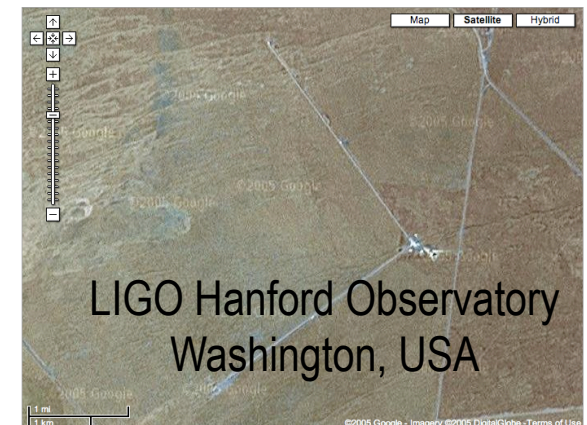 Map Satellite Hybrid
©2005 Google
©2005 Google
©2005 Google
©2005 Google
©2005 Google
LIGO Hanford Observatory
Washington, USA
©2005 Google
©2005 Google
1 mi
1 km
©2005 Google - Imagery ©2005 DigitalGlobe - Terms of Use